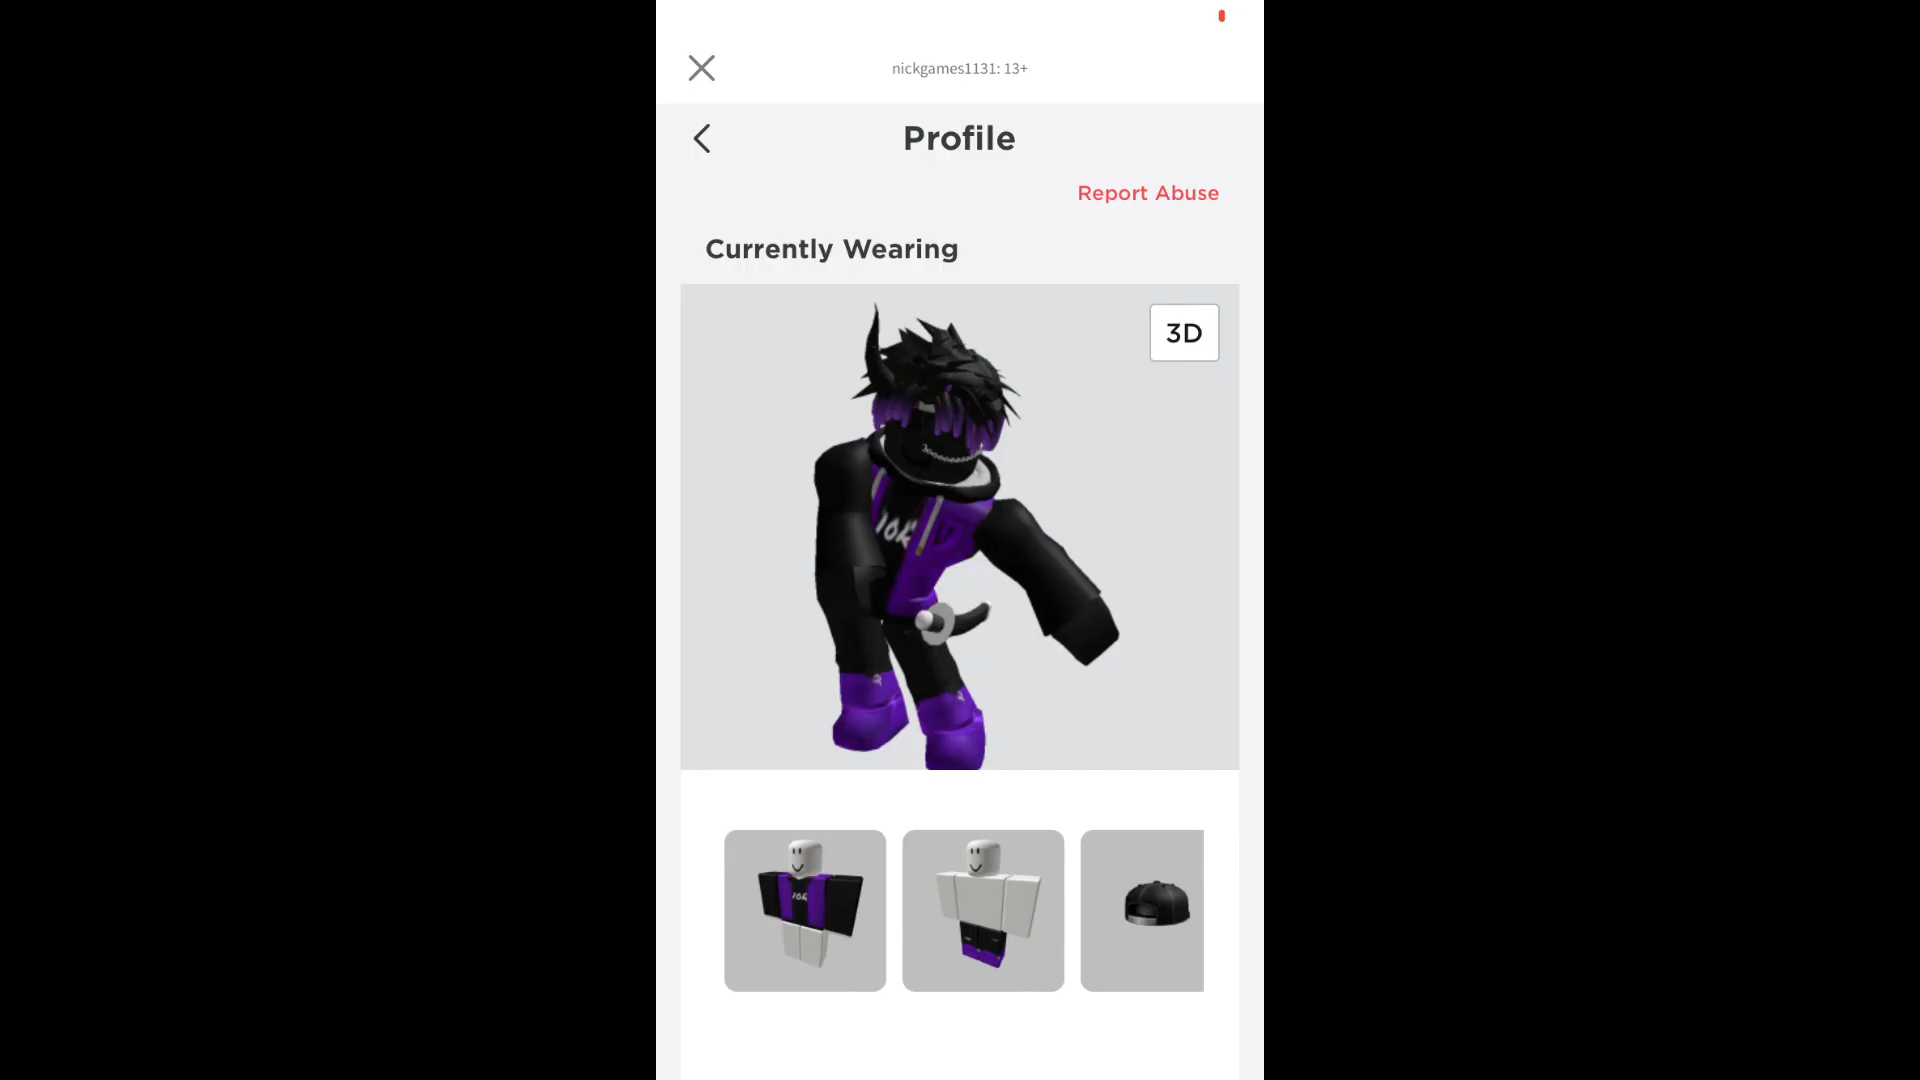 nickgames1131: 13+
Profile
Report Abuse
Currently Wearing
3D